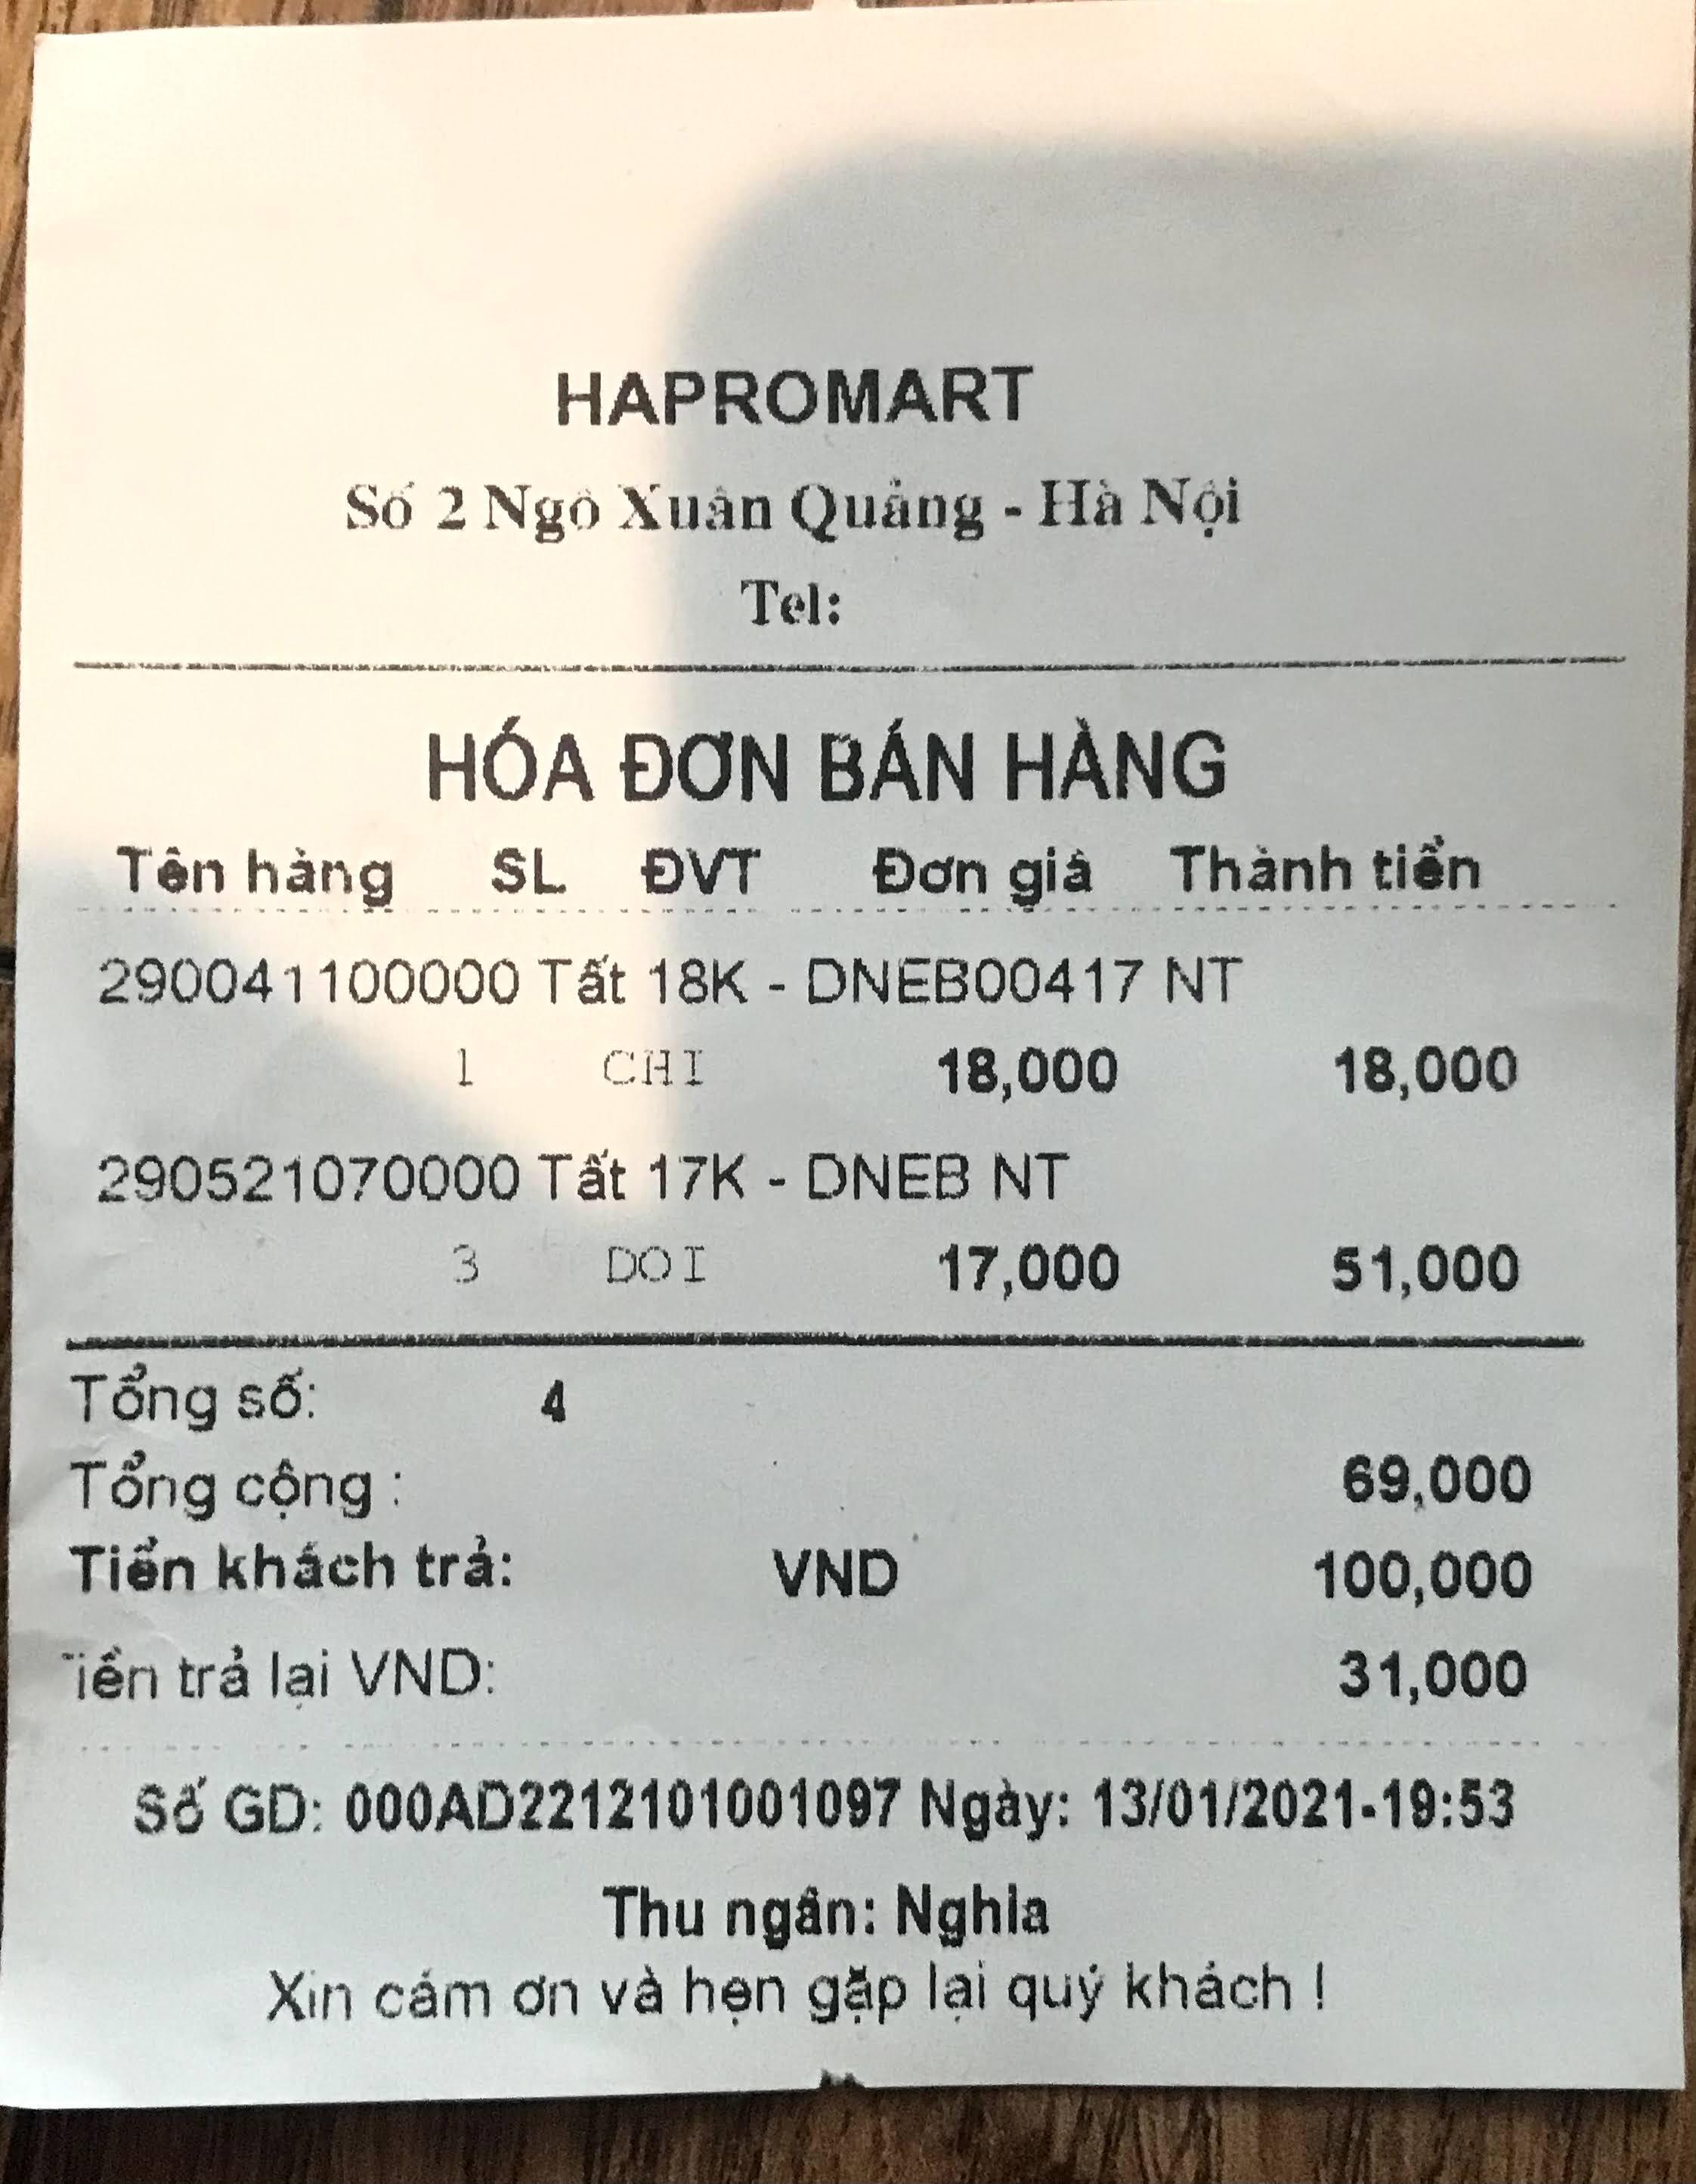 HAPROMART
Số 2 Ngô Xuân Quảng - Hà Nội
Tel:
HÓA ĐƠN BÁN HÀNG
Tên hàng SL ĐVT Đơn giá Thành tiền
290041100000 Tất 18K - DNEB00417 NT
1 CHI 18,000 18,000
290521070000 Tất 17K - DNEB NT
3 DOI 17,000 51,000
Tổng số: 4
Tổng cộng : 69,000
Tiền khách trả: VND 100,000
iền trả lại VND: 31,000
Số GD: 000AD2212101001097 Ngày: 13/01/2021-19:53
Thu ngân: Nghĩa
Xin cám ơn và hẹn gặp lại quý khách !